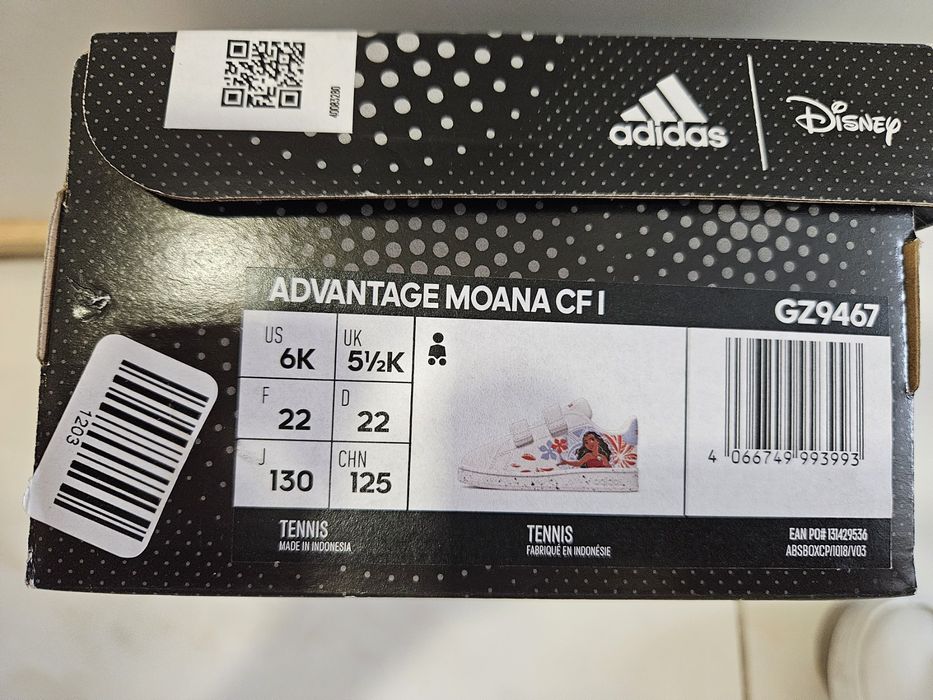 40083280
adidas
Disney
ADVANTAGE MOANA CF I
GZ9467
US
6K
UK
5½K
F
22
D
22
J
130
CHN
125
4 066749 993993
1203
TENNIS
MADE IN INDONESIA
TENNIS
FABRIQUÉ EN INDONÉSIE
EAN PO# 131429536
ABSBOXCP/1018/V03